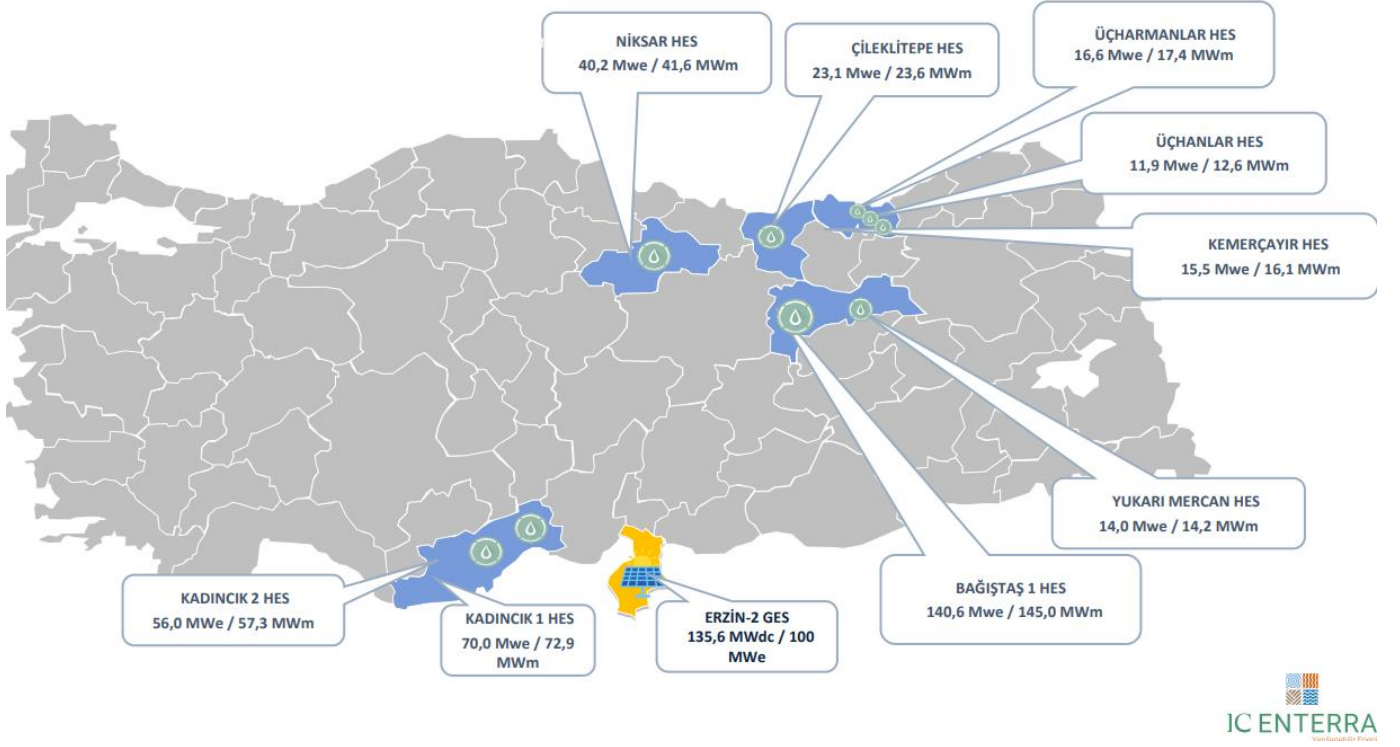 NİKSAR HES
40,2 Mwe / 41,6 MWm
ÇİLEKLİTEPE HES
23,1 Mwe / 23,6 MWm
ÜÇHARMANLAR HES
16,6 Mwe / 17,4 MWm
ÜÇHANLAR HES
11,9 Mwe / 12,6 MWm
KEMERÇAYIR HES
15,5 Mwe / 16,1 MWm
YUKARI MERCAN HES
14,0 Mwe / 14,2 MWm
BAĞIŞTAŞ 1 HES
140,6 Mwe / 145,0 MWm
KADINCIK 2 HES
56,0 MWe / 57,3 MWm
KADINCIK 1 HES
70,0 Mwe / 72,9
MWm
ERZİN-2 GES
135,6 MWdc / 100
MWe
IC ENTERRA
Yenilenebilir Enerji